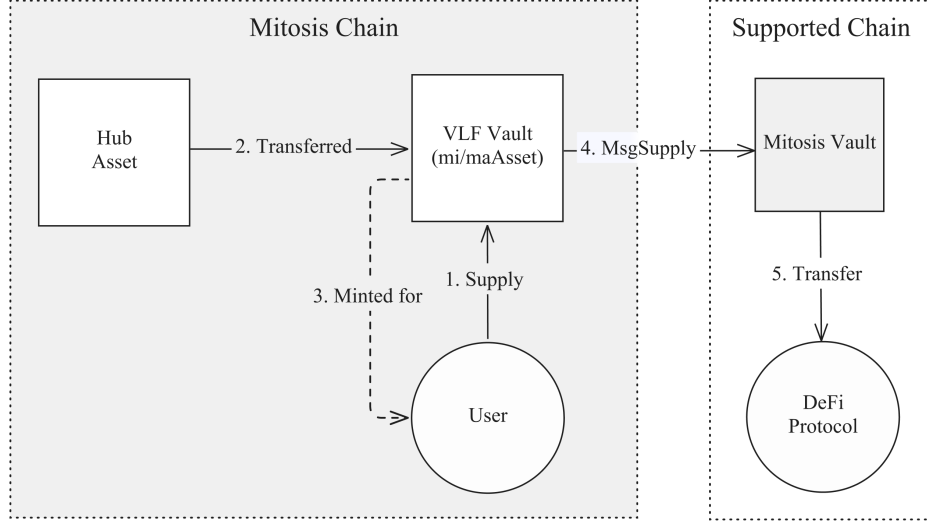 Mitosis Chain
Supported Chain
Hub
Asset
2. Transferred
VLF Vault
(mi/maAsset)
4. MsgSupply
Mitosis Vault
3. Minted for
1. Supply
5. Transfer
User
DeFi
Protocol